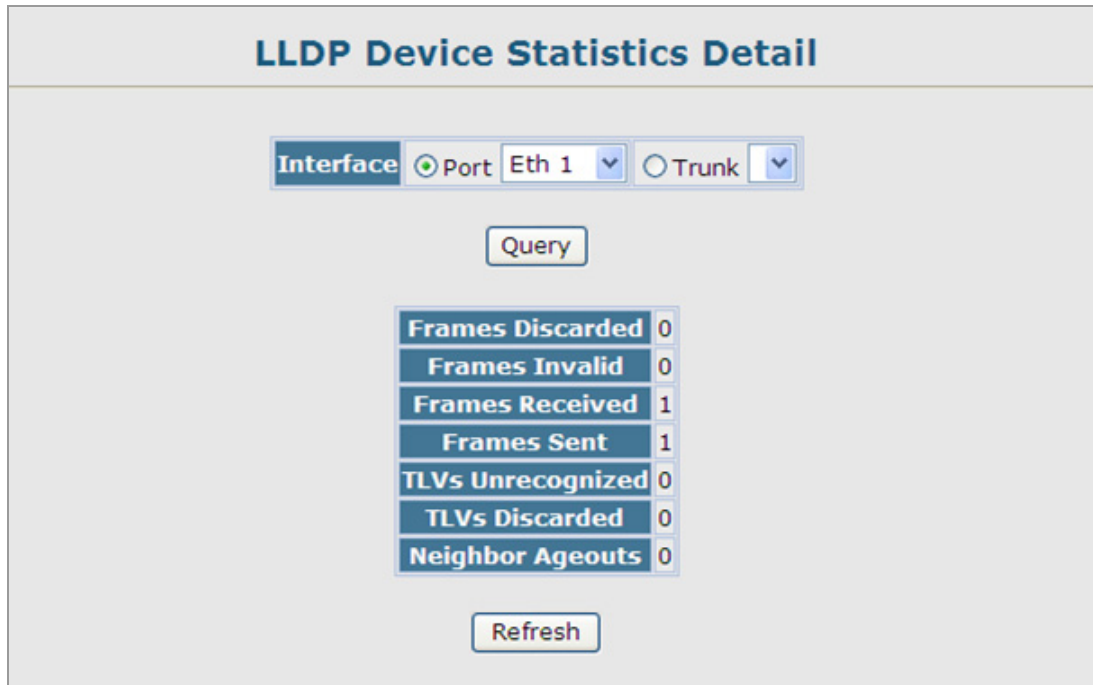 LLDP Device Statistics Detail
Interface Port Eth 1 Trunk
Query
Frames Discarded 0
Frames Invalid 0
Frames Received 1
Frames Sent 1
TLVs Unrecognized 0
TLVs Discarded 0
Neighbor Ageouts 0
Refresh